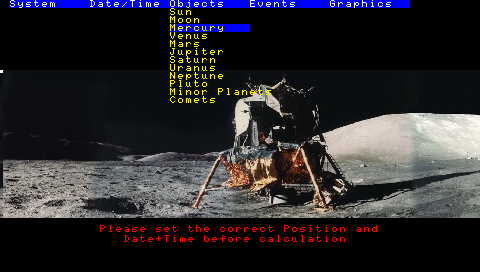 System Date/Time Objects Events Graphics
Sun
Moon
Mercury
Venus
Mars
Jupiter
Saturn
Uranus
Neptune
Pluto
Minor Planets
Comets
Please set the correct Position and
Date+Time before calculation